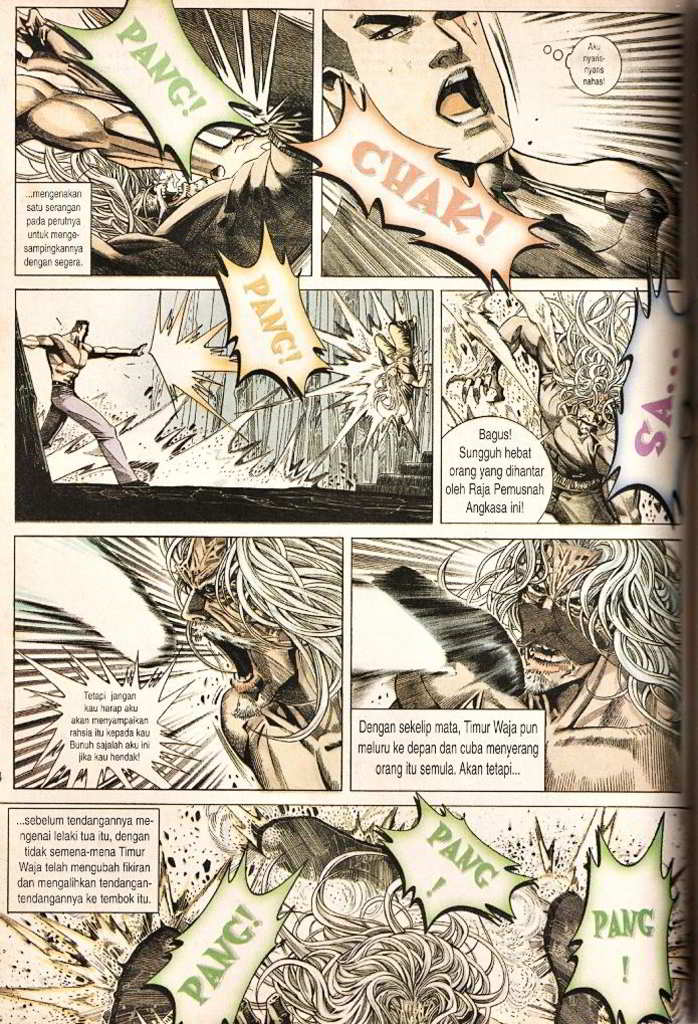 PANG!
...mengenakan
satu serangan
pada perutnya
untuk menge-
sampingkannya
dengan segera.
Aku
nyaris-
nyaris
nahas!
CHAK!
PANG!
Bagus!
Sungguh hebat
orang yang dihantar
oleh Raja Pemusnah
Angkasa ini!
SA...
Tetapi jangan
kau harap aku
akan menyampaikan
rahsia itu kepada kau
Bunuh sajalah aku ini
jika kau hendak!
Dengan sekelip mata, Timur Waja pun
meluru ke depan dan cuba menyerang
orang itu semula. Akan tetapi...
...sebelum tendangannya me-
ngenai lelaki tua itu, dengan
tidak semena-mena Timur
Waja telah mengubah fikiran
dan mengalihkan tendangan-
tendangannya ke tembok itu.
PANG!
PANG
!
PANG
!